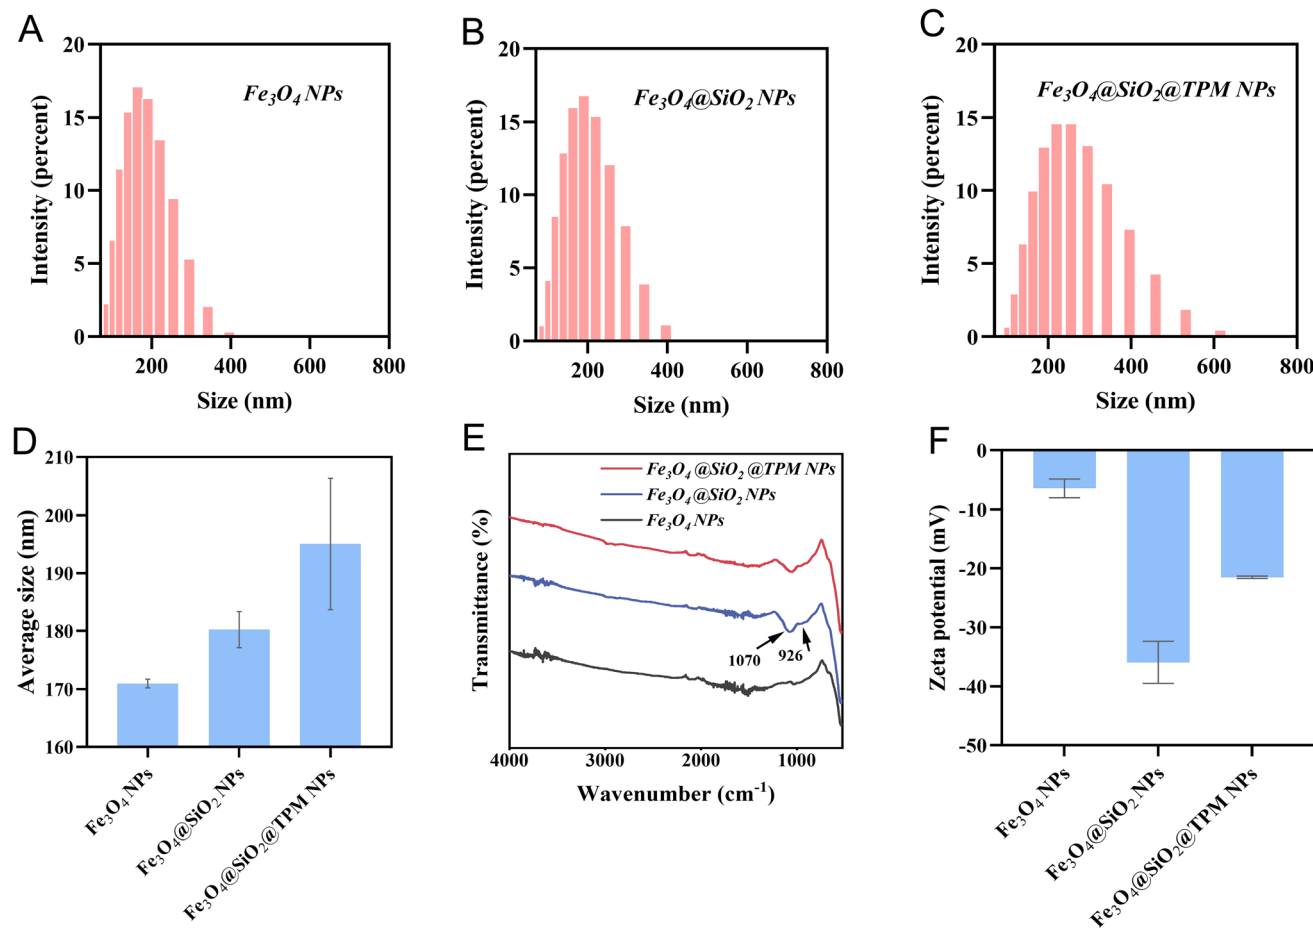 A
20
15
10
5
0
Intensity (percent)
Fe₃O₄ NPs
200 400 600 800
Size (nm)
B
20
15
10
5
0
Intensity (percent)
Fe₃O₄@SiO₂ NPs
200 400 600 800
Size (nm)
C
20
15
10
5
0
Intensity (percent)
Fe₃O₄@SiO₂@TPM NPs
200 400 600 800
Size (nm)
D
210
200
190
180
170
160
Average size (nm)
Fe₃O₄ NPs
Fe₃O₄@SiO₂ NPs
Fe₃O₄@SiO₂@TPM NPs
E
Fe₃O₄@SiO₂@TPM NPs
Fe₃O₄@SiO₂ NPs
Fe₃O₄ NPs
Transmittance (%)
1070 926
4000 3000 2000 1000
Wavenumber (cm⁻¹)
F
0
-10
-20
-30
-40
-50
Zeta potential (mV)
Fe₃O₄ NPs
Fe₃O₄@SiO₂ NPs
Fe₃O₄@SiO₂@TPM NPs